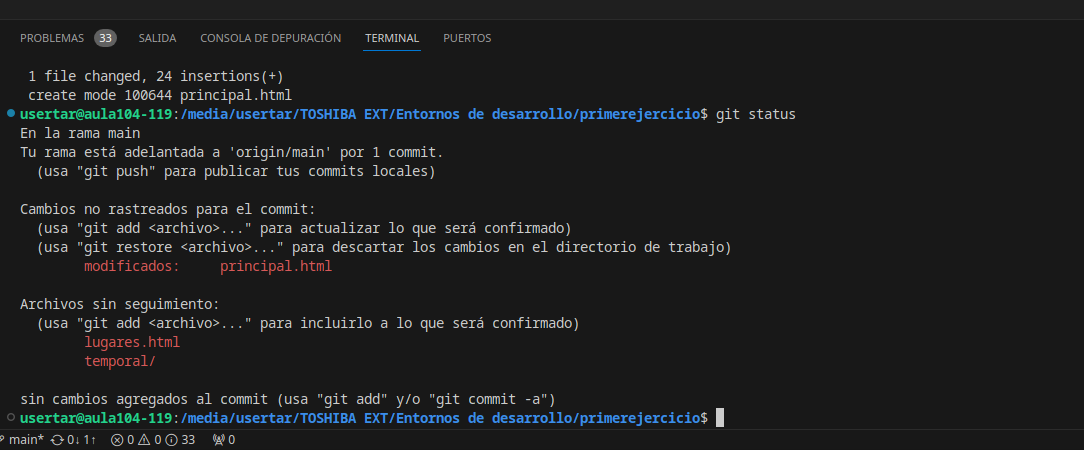 PROBLEMAS 33 SALIDA CONSOLA DE DEPURACIÓN TERMINAL PUERTOS
1 file changed, 24 insertions(+)
create mode 100644 principal.html
usertar@aula104-119:/media/usertar/TOSHIBA EXT/Entornos de desarrollo/primerejercicio$ git status
En la rama main
Tu rama está adelantada a 'origin/main' por 1 commit.
(usa "git push" para publicar tus commits locales)
Cambios no rastreados para el commit:
(usa "git add <archivo>..." para actualizar lo que será confirmado)
(usa "git restore <archivo>..." para descartar los cambios en el directorio de trabajo)
modificados: principal.html
Archivos sin seguimiento:
(usa "git add <archivo>..." para incluirlo a lo que será confirmado)
lugares.html
temporal/
sin cambios agregados al commit (usa "git add" y/o "git commit -a")
usertar@aula104-119:/media/usertar/TOSHIBA EXT/Entornos de desarrollo/primerejercicio$
main* 0↓ 1↑ 0 0 33 0